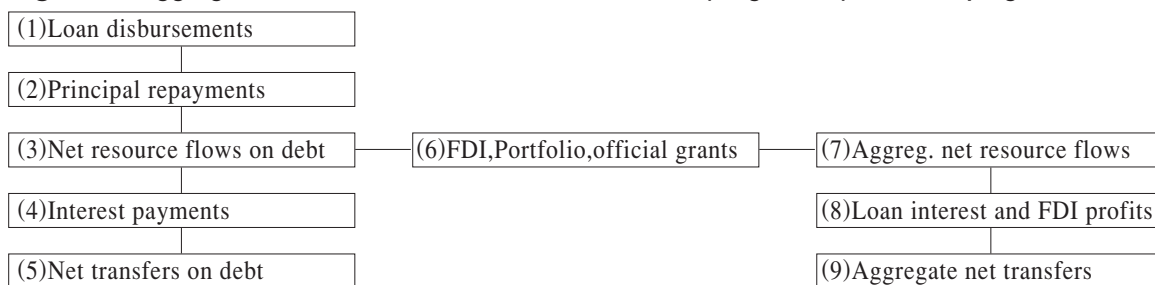 (1)Loan disbursements
(2)Principal repayments
(3)Net resource flows on debt
(6)FDI,Portfolio,official grants
(7)Aggreg. net resource flows
(4)Interest payments
(8)Loan interest and FDI profits
(5)Net transfers on debt
(9)Aggregate net transfers